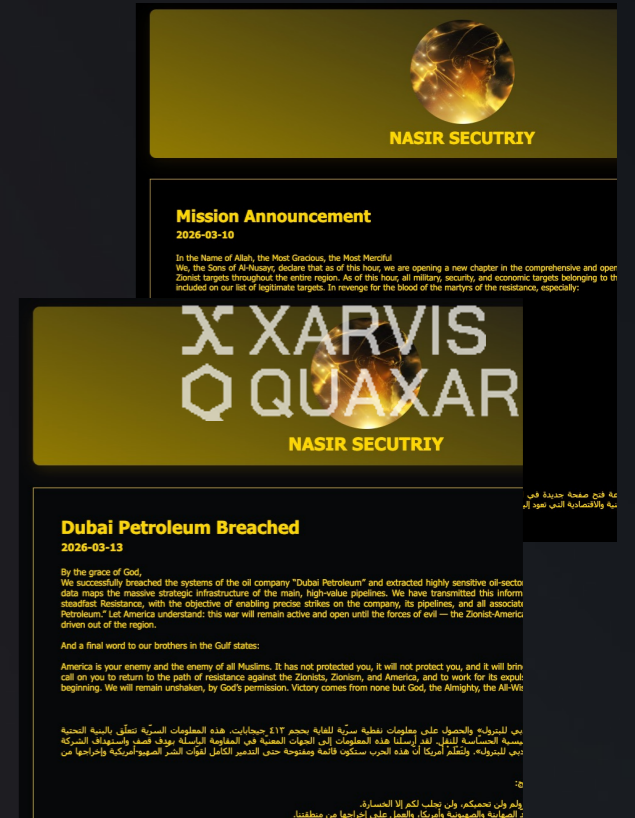 NASIR SECUTRIY
Mission Announcement
2026-03-10
In the Name of Allah, the Most Gracious, the Most Merciful
We, the Sons of Al-Nusayr, declare that as of this hour, we are opening a new chapter in the comprehensive and open
Zionist targets throughout the entire region. As of this hour, all military, security, and economic targets belonging to th
included on our list of legitimate targets. In revenge for the blood of the martyrs of the resistance, especially:
عة فتح صفحة جديدة في
نية والاقتصادية التي تعود إلي
XARVIS
QUAXAR
NASIR SECUTRIY
Dubai Petroleum Breached
2026-03-13
By the grace of God,
We successfully breached the systems of the oil company “Dubai Petroleum” and extracted highly sensitive oil-secto
data maps the massive strategic infrastructure of the main, high-value pipelines. We have transmitted this inform
steadfast Resistance, with the objective of enabling precise strikes on the company, its pipelines, and all associate
Petroleum.” Let America understand: this war will remain active and open until the forces of evil — the Zionist-America
driven out of the region.
And a final word to our brothers in the Gulf states:
America is your enemy and the enemy of all Muslims. It has not protected you, it will not protect you, and it will brin
call on you to return to the path of resistance against the Zionists, Zionism, and America, and to work for its expuls
beginning. We will remain unshaken, by God’s permission. Victory comes from none but God, the Almighty, the All-Wis
بي للبترول» والحصول على معلومات نفطية سرّية للغاية بحجم ٤١٣ جيجابايت. هذه المعلومات السرّية تتعلّق بالبنية التحتية
يسية الحسّاسة للنقل. لقد أرسلنا هذه المعلومات إلى الجهات المعنية في المقاومة الباسلة بهدف قصف واستهداف الشركة
دبي للبترول». ولتعلم أمريكا أن هذه الحرب ستكون قائمة ومفتوحة حتى التدمير الكامل لقوات الشر الصهيو-أمريكية وإخراجها من
ج:
ولم ولن تحميكم، ولن تجلب لكم إلا الخسارة.
الصهاينة والصهيونية وأمريكا، والعمل على إخراجها من منطقتنا.